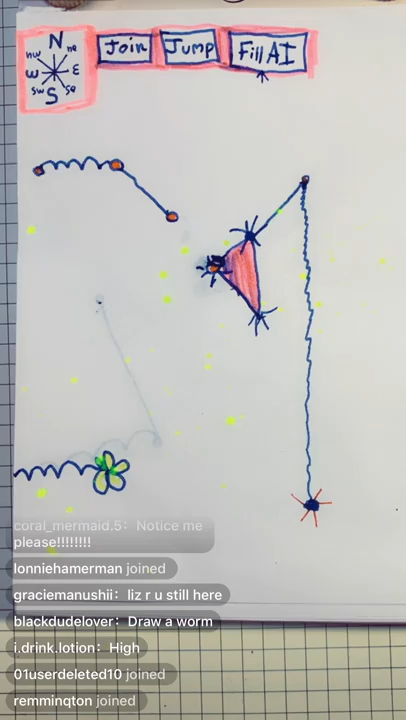 N
nw ne
W E
sw se
S
Join
Jump
Fill AI
coral_mermaid.5: Notice me
please!!!!!!!!
lonniehamerman joined
graciemanushii: liz r u still here
blackdudelover: Draw a worm
i.drink.lotion: High
01userdeleted10 joined
remminqton joined